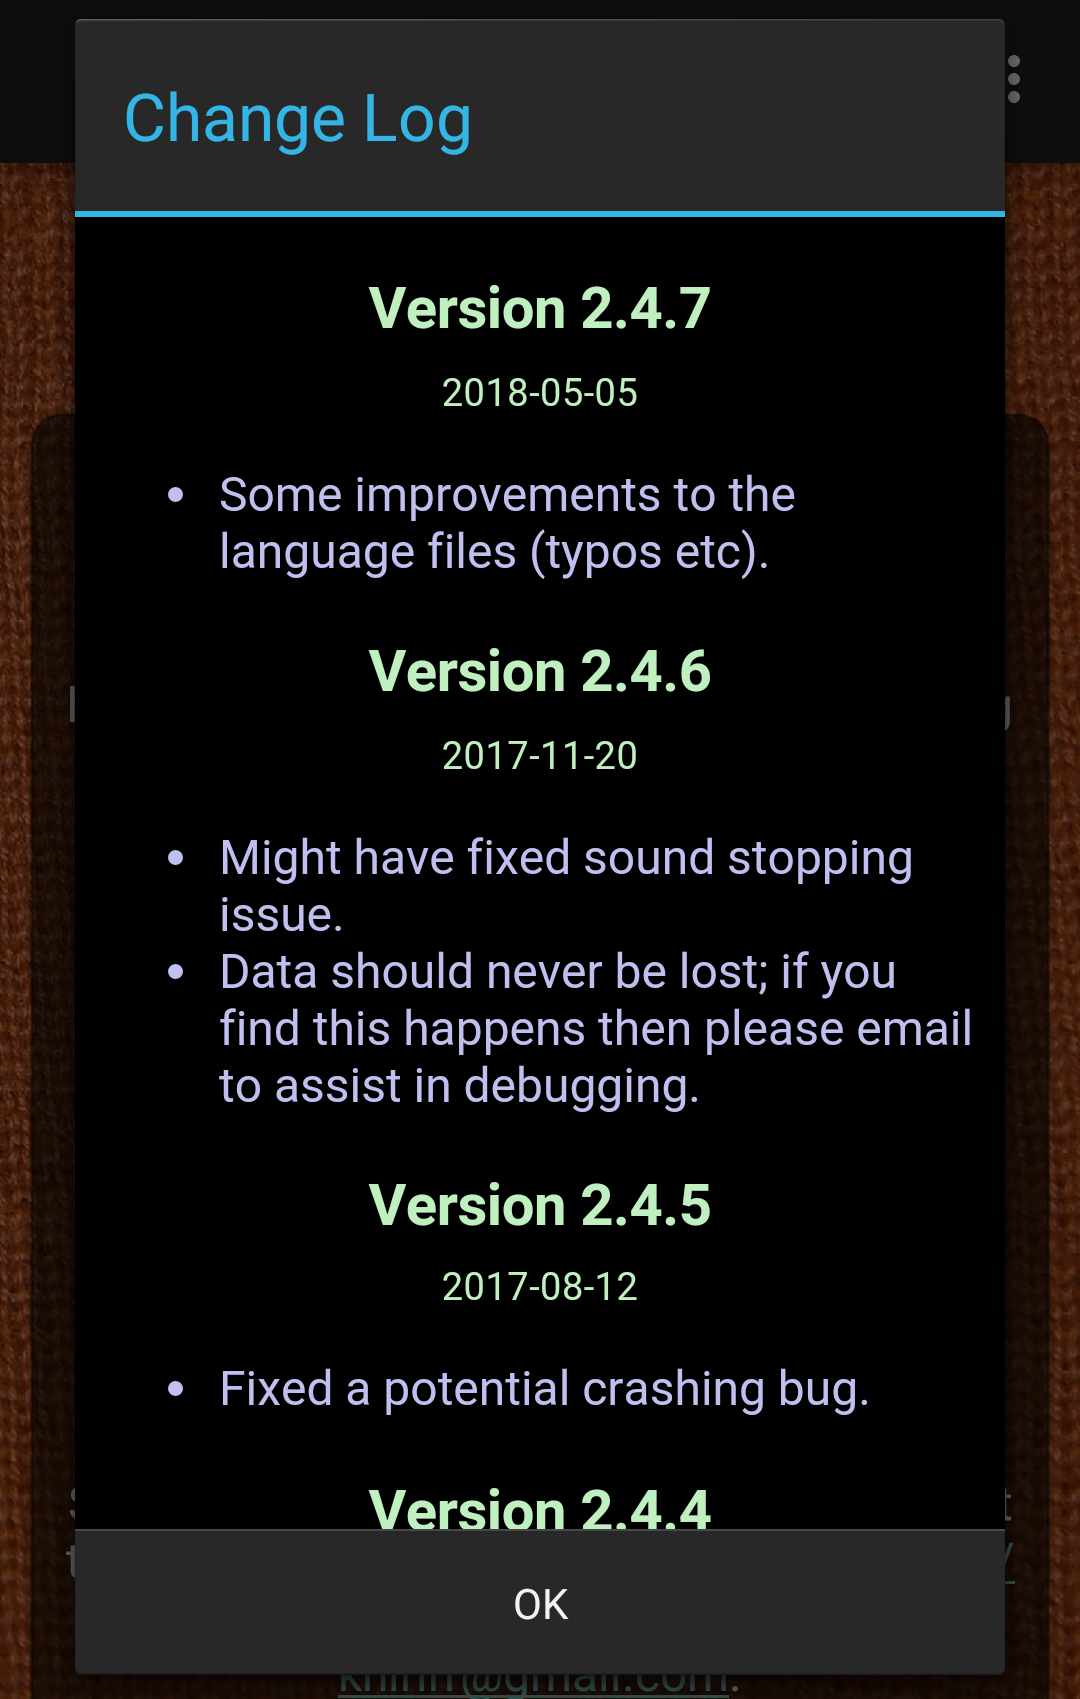 Change Log
Version 2.4.7
2018-05-05
• Some improvements to the
language files (typos etc).
Version 2.4.6
2017-11-20
• Might have fixed sound stopping
issue.
• Data should never be lost; if you
find this happens then please email
to assist in debugging.
Version 2.4.5
2017-08-12
• Fixed a potential crashing bug.
Version 2.4.4
OK